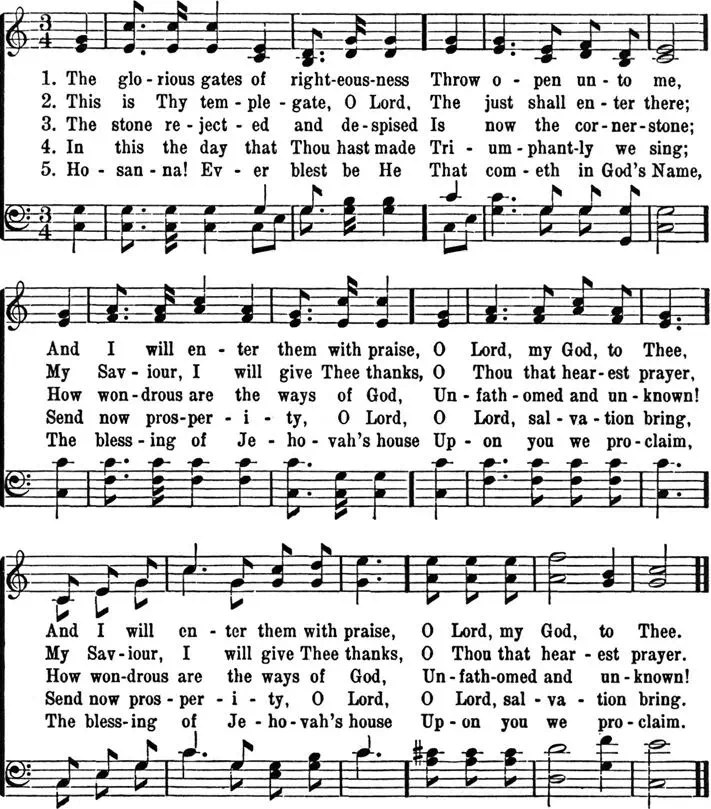 3 4
1. The glo - rious gates of right-eous-ness Throw o - pen un - to me,
2. This is Thy tem - ple - gate, O Lord, The just shall en - ter there;
3. The stone re - ject - ed and de-spised Is now the cor-ner-stone;
4. In this the day that Thou hast made Tri - um-phant-ly we sing;
5. Ho - san-na! Ev - er blest be He That com - eth in God's Name,
3 4
And I will en - ter them with praise, O Lord, my God, to Thee,
My Sav-iour, I will give Thee thanks, O Thou that hear-est prayer,
How won-drous are the ways of God, Un-fath-omed and un-known!
Send now pros-per - i - ty, O Lord, O Lord, sal - va - tion bring,
The bless-ing of Je - ho - vah's house Up - on you we pro-claim,
And I will en - ter them with praise, O Lord, my God, to Thee.
My Sav-iour, I will give Thee thanks, O Thou that hear - est prayer.
How won-drous are the ways of God, Un-fath-omed and un-known!
Send now pros-per - i - ty, O Lord, O Lord, sal - va - tion bring.
The bless-ing of Je - ho - vah's house Up - on you we pro-claim.